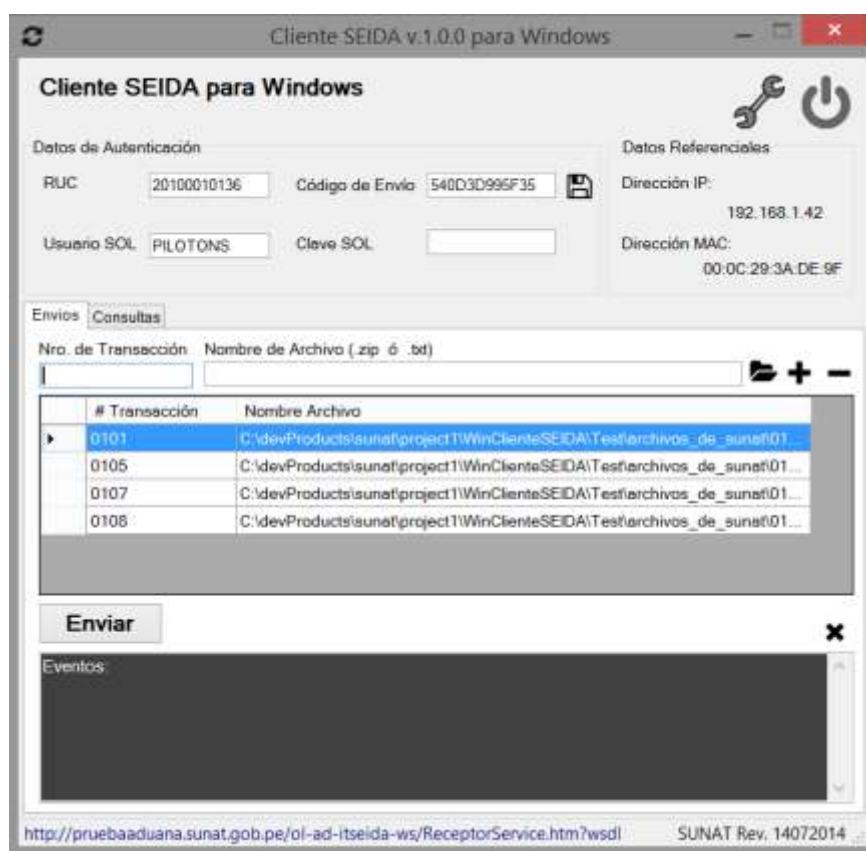 Cliente SEIDA v.1.0.0 para Windows
Cliente SEIDA para Windows
Datos de Autenticación
Datos Referenciales
RUC 20100010136 Código de Envío 540D3D995F35
Dirección IP:
192.168.1.42
Usuario SOL PILOTONS Clave SOL
Dirección MAC:
00:0C:29:3A:DE:9F
Envios Consultas
Nro. de Transacción Nombre de Archivo (.zip ó .txt)
# Transacción Nombre Archivo
0101 C:\devProducts\sunat\project1\WinClienteSEIDA\Test\archivos_de_sunat\01...
0105 C:\devProducts\sunat\project1\WinClienteSEIDA\Test\archivos_de_sunat\01...
0107 C:\devProducts\sunat\project1\WinClienteSEIDA\Test\archivos_de_sunat\01...
0108 C:\devProducts\sunat\project1\WinClienteSEIDA\Test\archivos_de_sunat\01...
Enviar
Eventos:
http://pruebaaduana.sunat.gob.pe/ol-ad-itseida-ws/ReceptorService.htm?wsdl SUNAT Rev. 14072014